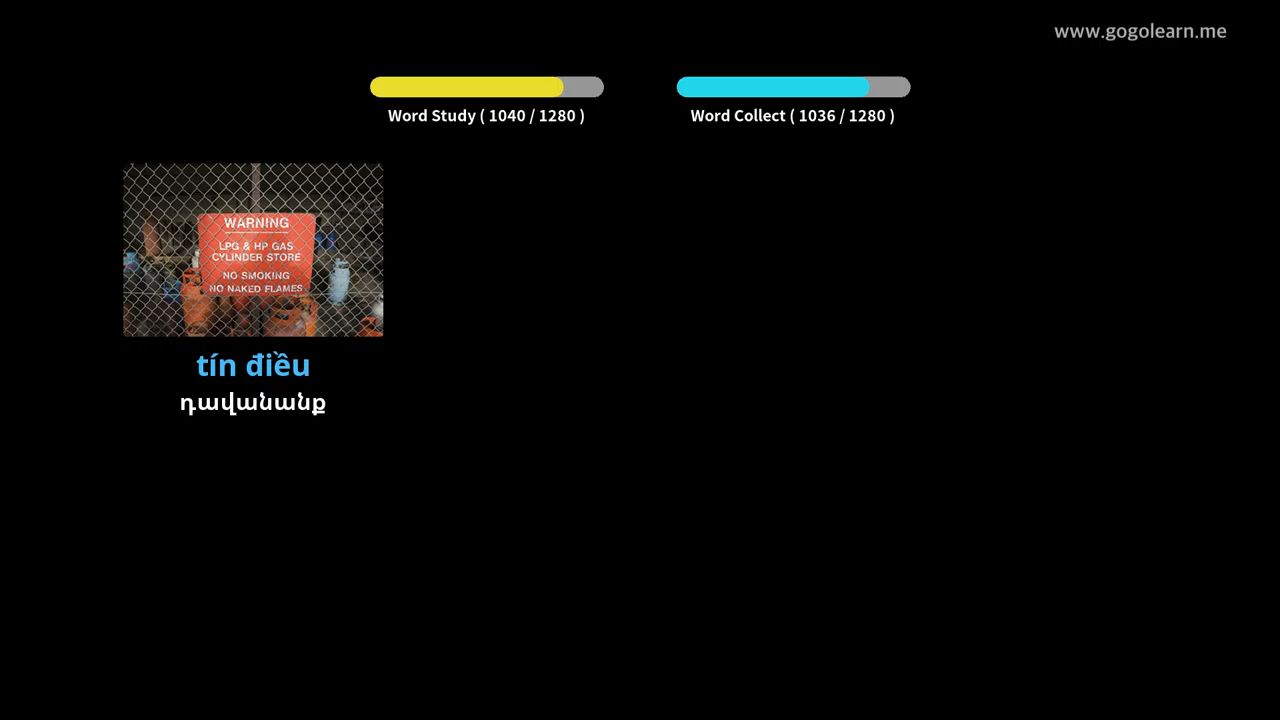 www.gogolearn.me
Word Study ( 1040 / 1280 )
Word Collect ( 1036 / 1280 )
WARNING
LPG & HP GAS
CYLINDER STORE
NO SMOKING
NO NAKED FLAMES
tín điều
դավանանք